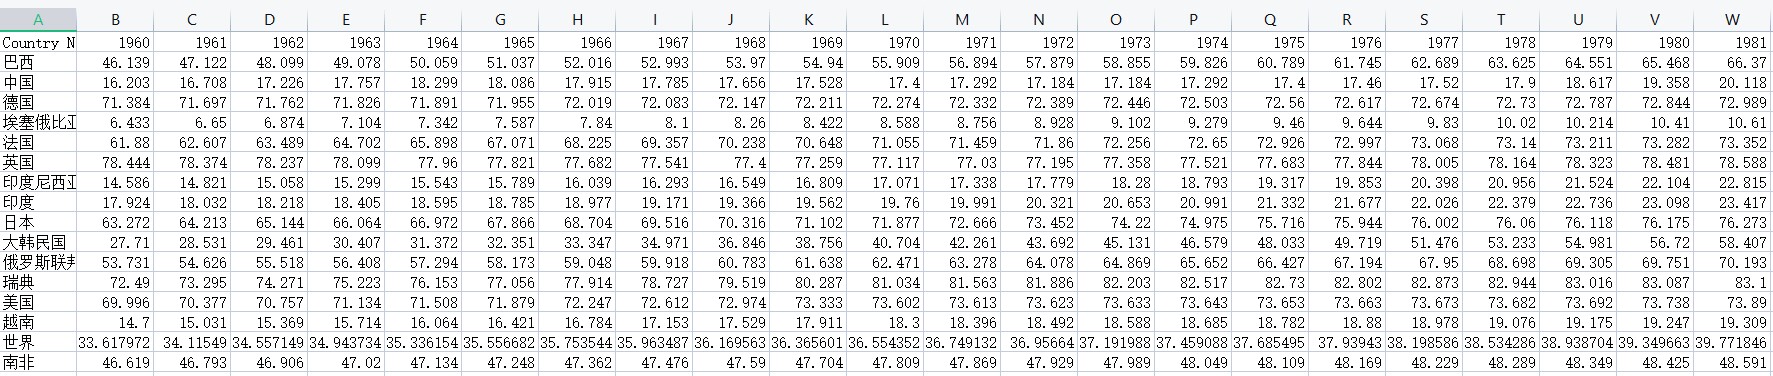 A B C D E F G H I J K L M N O P Q R S T U V W
Country N 1960 1961 1962 1963 1964 1965 1966 1967 1968 1969 1970 1971 1972 1973 1974 1975 1976 1977 1978 1979 1980 1981
巴西 46.139 47.122 48.099 49.078 50.059 51.037 52.016 52.993 53.97 54.94 55.909 56.894 57.879 58.855 59.826 60.789 61.745 62.689 63.625 64.551 65.468 66.37
中国 16.203 16.708 17.226 17.757 18.299 18.086 17.915 17.785 17.656 17.528 17.4 17.292 17.184 17.184 17.292 17.4 17.46 17.52 17.9 18.617 19.358 20.118
德国 71.384 71.697 71.762 71.826 71.891 71.955 72.019 72.083 72.147 72.211 72.274 72.332 72.389 72.446 72.503 72.56 72.617 72.674 72.73 72.787 72.844 72.989
埃塞俄比亚 6.433 6.65 6.874 7.104 7.342 7.587 7.84 8.1 8.26 8.422 8.588 8.756 8.928 9.102 9.279 9.46 9.644 9.83 10.02 10.214 10.41 10.61
法国 61.88 62.607 63.489 64.702 65.898 67.071 68.225 69.357 70.238 70.648 71.055 71.459 71.86 72.256 72.65 72.926 72.997 73.068 73.14 73.211 73.282 73.352
英国 78.444 78.374 78.237 78.099 77.96 77.821 77.682 77.541 77.4 77.259 77.117 77.03 77.195 77.358 77.521 77.683 77.844 78.005 78.164 78.323 78.481 78.588
印度尼西亚 14.586 14.821 15.058 15.299 15.543 15.789 16.039 16.293 16.549 16.809 17.071 17.338 17.779 18.28 18.793 19.317 19.853 20.398 20.956 21.524 22.104 22.815
印度 17.924 18.032 18.218 18.405 18.595 18.785 18.977 19.171 19.366 19.562 19.76 19.991 20.321 20.653 20.991 21.332 21.677 22.026 22.379 22.736 23.098 23.417
日本 63.272 64.213 65.144 66.064 66.972 67.866 68.704 69.516 70.316 71.102 71.877 72.666 73.452 74.22 74.975 75.716 75.944 76.002 76.06 76.118 76.175 76.273
大韩民国 27.71 28.531 29.461 30.407 31.372 32.351 33.347 34.971 36.846 38.756 40.704 42.261 43.692 45.131 46.579 48.033 49.719 51.476 53.233 54.981 56.72 58.407
俄罗斯联邦 53.731 54.626 55.518 56.408 57.294 58.173 59.048 59.918 60.783 61.638 62.471 63.278 64.078 64.869 65.652 66.427 67.194 67.95 68.698 69.305 69.751 70.193
瑞典 72.49 73.295 74.271 75.223 76.153 77.056 77.914 78.727 79.519 80.287 81.034 81.563 81.886 82.203 82.517 82.73 82.802 82.873 82.944 83.016 83.087 83.1
美国 69.996 70.377 70.757 71.134 71.508 71.879 72.247 72.612 72.974 73.333 73.602 73.613 73.623 73.633 73.643 73.653 73.663 73.673 73.682 73.692 73.738 73.89
越南 14.7 15.031 15.369 15.714 16.064 16.421 16.784 17.153 17.529 17.911 18.3 18.396 18.492 18.588 18.685 18.782 18.88 18.978 19.076 19.175 19.247 19.309
世界 33.617972 34.11549 34.557149 34.943734 35.336154 35.556682 35.753544 35.963487 36.169563 36.365601 36.554352 36.749132 36.95664 37.191988 37.459088 37.685495 37.93943 38.198586 38.534286 38.938704 39.349663 39.771846
南非 46.619 46.793 46.906 47.02 47.134 47.248 47.362 47.476 47.59 47.704 47.809 47.869 47.929 47.989 48.049 48.109 48.169 48.229 48.289 48.349 48.425 48.591